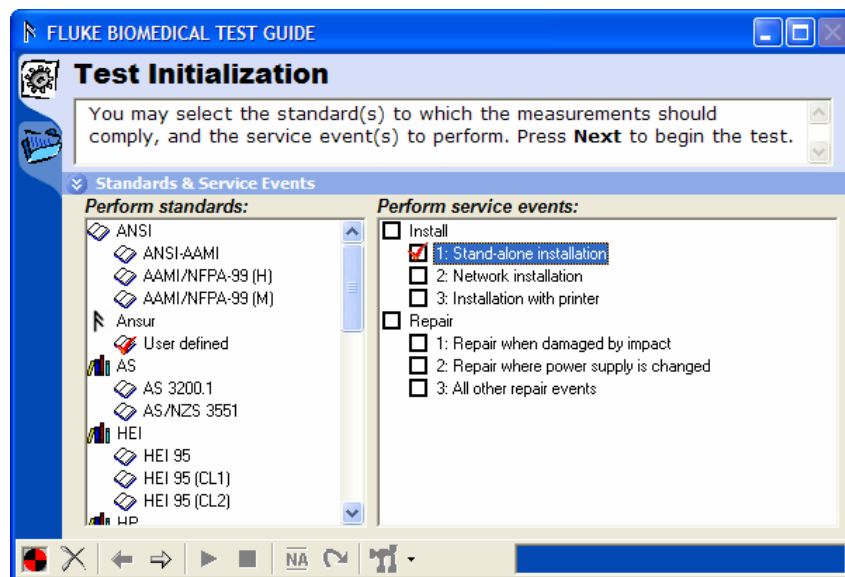 FLUKE BIOMEDICAL TEST GUIDE
Test Initialization
You may select the standard(s) to which the measurements should
comply, and the service event(s) to perform. Press Next to begin the test.
Standards & Service Events
Perform standards:
ANSI
ANSI-AAMI
AAMI/NFPA-99 (H)
AAMI/NFPA-99 (M)
Ansur
User defined
AS
AS 3200.1
AS/NZS 3551
HEI
HEI 95
HEI 95 (CL1)
HEI 95 (CL2)
HP
Perform service events:
Install
1: Stand-alone installation
2: Network installation
3: Installation with printer
Repair
1: Repair when damaged by impact
2: Repair where power supply is changed
3: All other repair events
NA